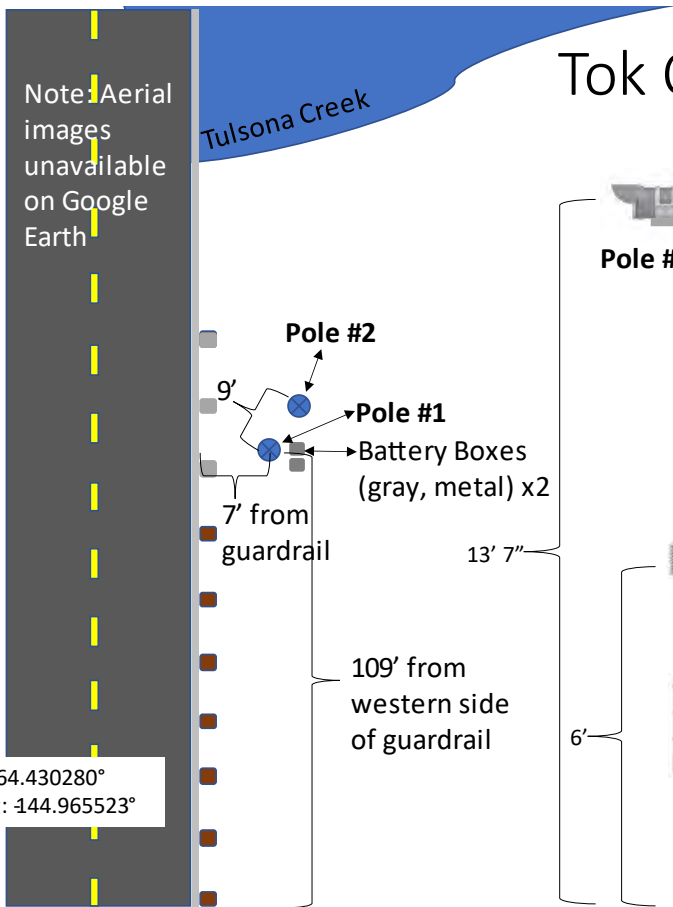 Note: Aerial
images
unavailable
on Google
Earth
Tulsona Creek
Tok
Pole #
Pole #2
9’
Pole #1
Battery Boxes
(gray, metal) x2
7’ from
guardrail
13’ 7”
109’ from
western side
of guardrail
6’
64.430280°
: -144.965523°